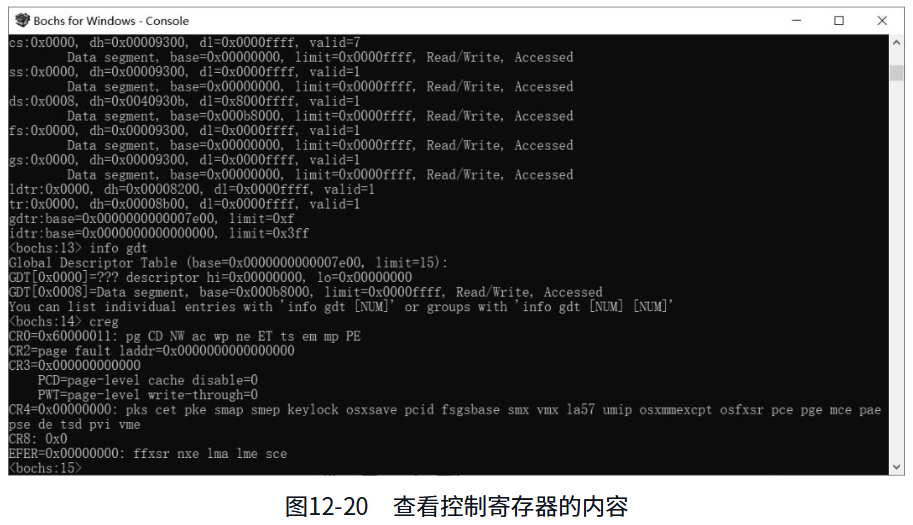 Bochs for Windows - Console
cs:0x0000, dh=0x00009300, dl=0x0000ffff, valid=7
Data segment, base=0x00000000, limit=0x0000ffff, Read/Write, Accessed
ss:0x0000, dh=0x00009300, dl=0x0000ffff, valid=1
Data segment, base=0x00000000, limit=0x0000ffff, Read/Write, Accessed
ds:0x0008, dh=0x0040930b, dl=0x8000ffff, valid=1
Data segment, base=0x000b8000, limit=0x0000ffff, Read/Write, Accessed
fs:0x0000, dh=0x00009300, dl=0x0000ffff, valid=1
Data segment, base=0x00000000, limit=0x0000ffff, Read/Write, Accessed
gs:0x0000, dh=0x00009300, dl=0x0000ffff, valid=1
Data segment, base=0x00000000, limit=0x0000ffff, Read/Write, Accessed
ldtr:0x0000, dh=0x00008200, dl=0x0000ffff, valid=1
tr:0x0000, dh=0x00008b00, dl=0x0000ffff, valid=1
gdtr:base=0x0000000000007e00, limit=0xf
idtr:base=0x0000000000000000, limit=0x3ff
<bochs:13> info gdt
Global Descriptor Table (base=0x0000000000007e00, limit=15):
GDT[0x0000]=??? descriptor hi=0x00000000, lo=0x00000000
GDT[0x0008]=Data segment, base=0x000b8000, limit=0x0000ffff, Read/Write, Accessed
You can list individual entries with 'info gdt [NUM]' or groups with 'info gdt [NUM] [NUM]'
<bochs:14> creg
CR0=0x60000011: pg CD NW ac wp ne ET ts em mp PE
CR2=page fault laddr=0x0000000000000000
CR3=0x000000000000
PCD=page-level cache disable=0
PWT=page-level write-through=0
CR4=0x00000000: pks cet pke smap smep keylock osxsave pcid fsgsbase smx vmx la57 umip osxmmexcpt osfxsr pce pge mce pae
pse de tsd pvi vme
CR8: 0x0
EFER=0x00000000: ffxsr nxe lma lme sce
<bochs:15>
图12-20 查看控制寄存器的内容